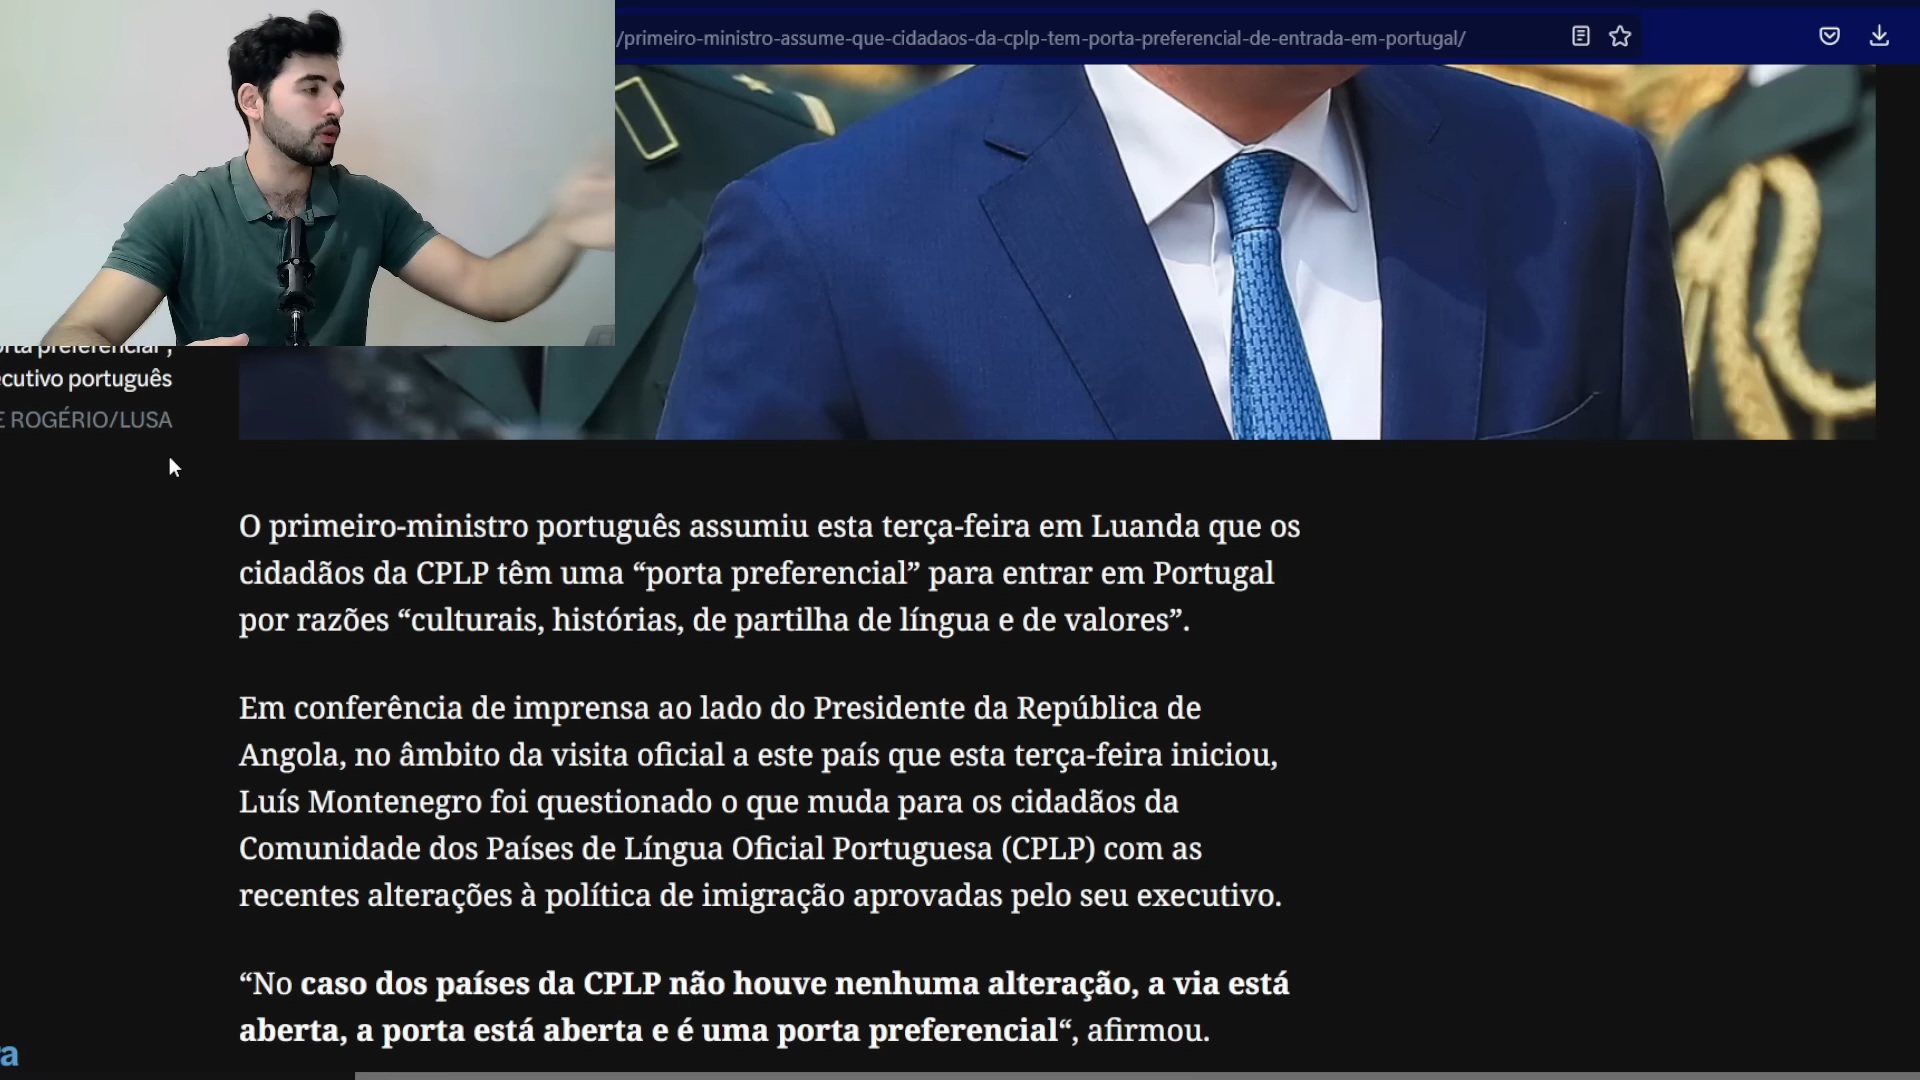 /primeiro-ministro-assume-que-cidadaos-da-cplp-tem-porta-preferencial-de-entrada-em-portugal/
preferencial",
português
ROGÉRIO/LUSA
O primeiro-ministro português assumiu esta terça-feira em Luanda que os
cidadãos da CPLP têm uma “porta preferencial” para entrar em Portugal
por razões “culturais, histórias, de partilha de língua e de valores”.
Em conferência de imprensa ao lado do Presidente da República de
Angola, no âmbito da visita oficial a este país que esta terça-feira iniciou,
Luís Montenegro foi questionado o que muda para os cidadãos da
Comunidade dos Países de Língua Oficial Portuguesa (CPLP) com as
recentes alterações à política de imigração aprovadas pelo seu executivo.
“No caso dos países da CPLP não houve nenhuma alteração, a via está
aberta, a porta está aberta e é uma porta preferencial“, afirmou.